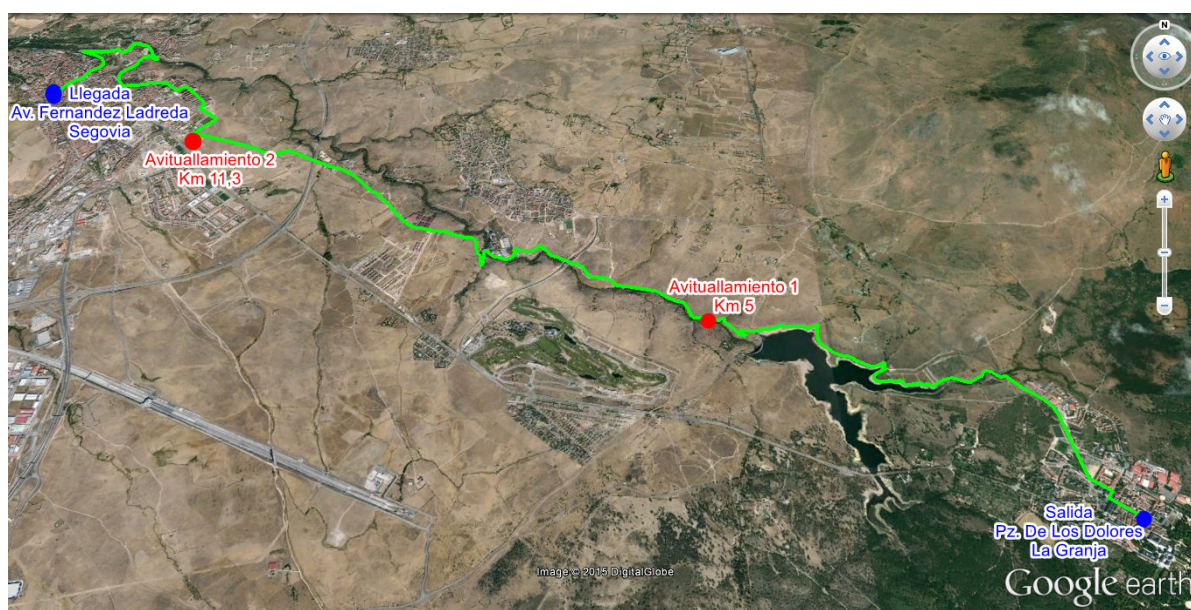 N
Llegada
Av. Fernandez Ladreda
Segovia
Avituallamiento 2
Km 11,3
Avituallamiento 1
Km 5
Salida
Pz. De Los Dolores
La Granja
Image © 2015 DigitalGlobe
Google earth